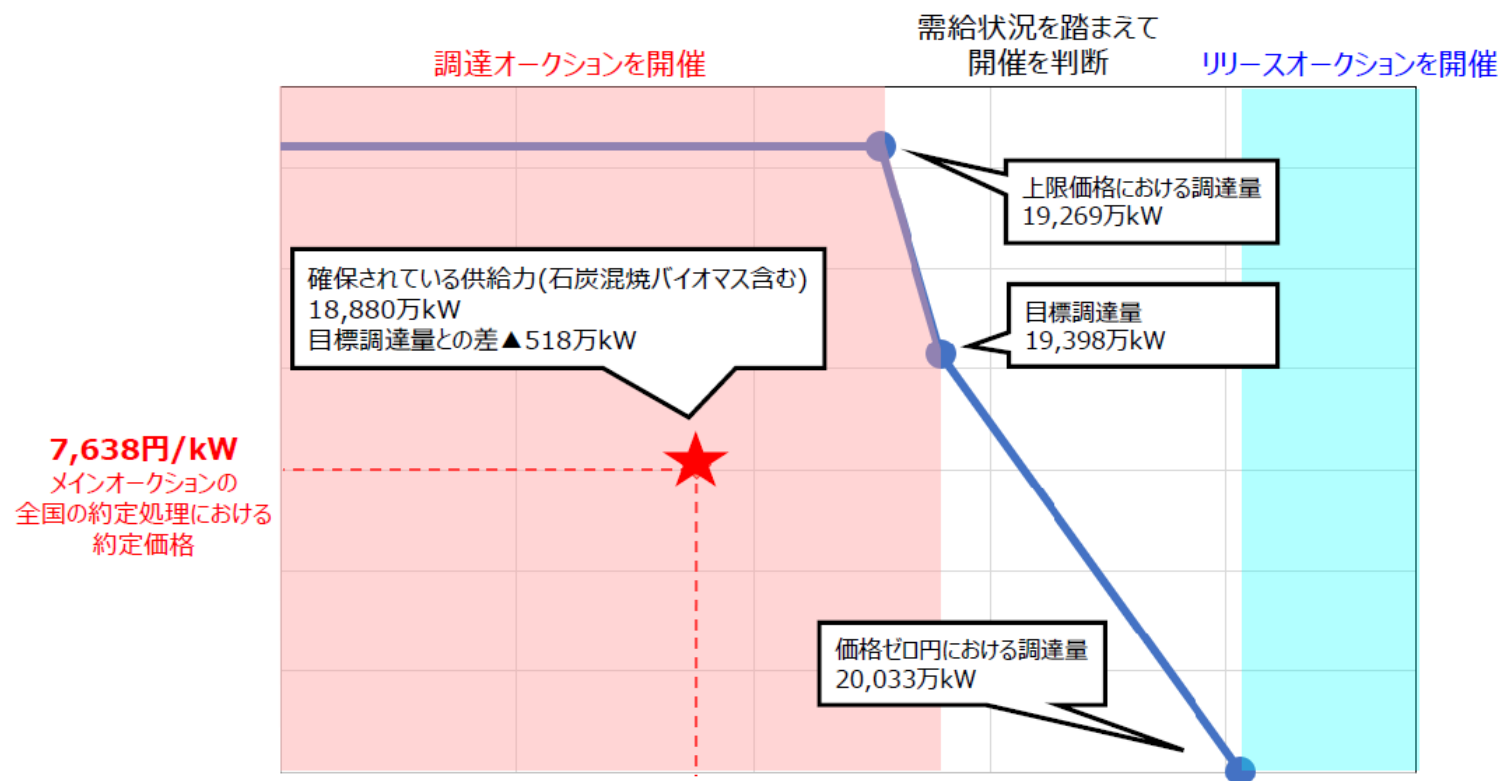 需給状況を踏まえて
開催を判断
調達オークションを開催
リリースオークションを開催
上限価格における調達量
19,269万kW
確保されている供給力(石炭混焼バイオマス含む)
18,880万kW
目標調達量との差▲518万kW
目標調達量
19,398万kW
7,638円/kW
メインオークションの
全国の約定処理における
約定価格
価格ゼロ円における調達量
20,033万kW